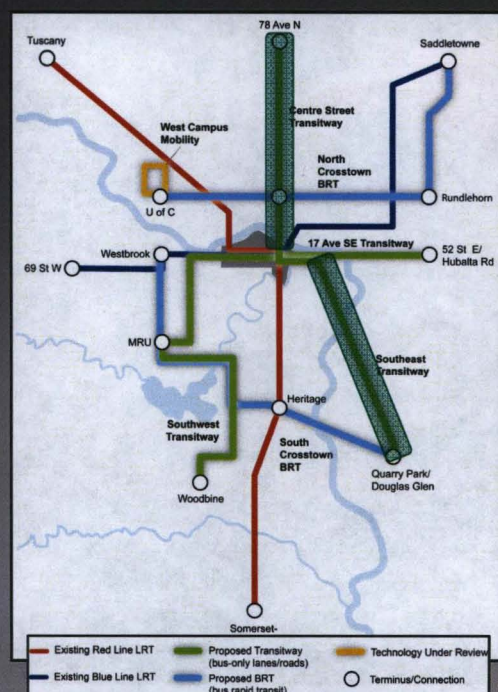 78 Ave N
Tuscany
Saddletowne
Centre Street
Transitway
West Campus
Mobility
North
Crosstown
BRT
U of C
Rundlehorn
Westbrook
17 Ave SE Transitway
52 St E/
Hubalta Rd
69 St W
MRU
Southeast
Transitway
Heritage
Southwest
Transitway
South
Crosstown
BRT
Quarry Park/
Douglas Glen
Woodbine
Somerset-
Existing Red Line LRT
Proposed Transitway
(bus-only lanes/roads)
Technology Under Review
Existing Blue Line LRT
Proposed BRT
(bus rapid transit)
Terminus/Connection